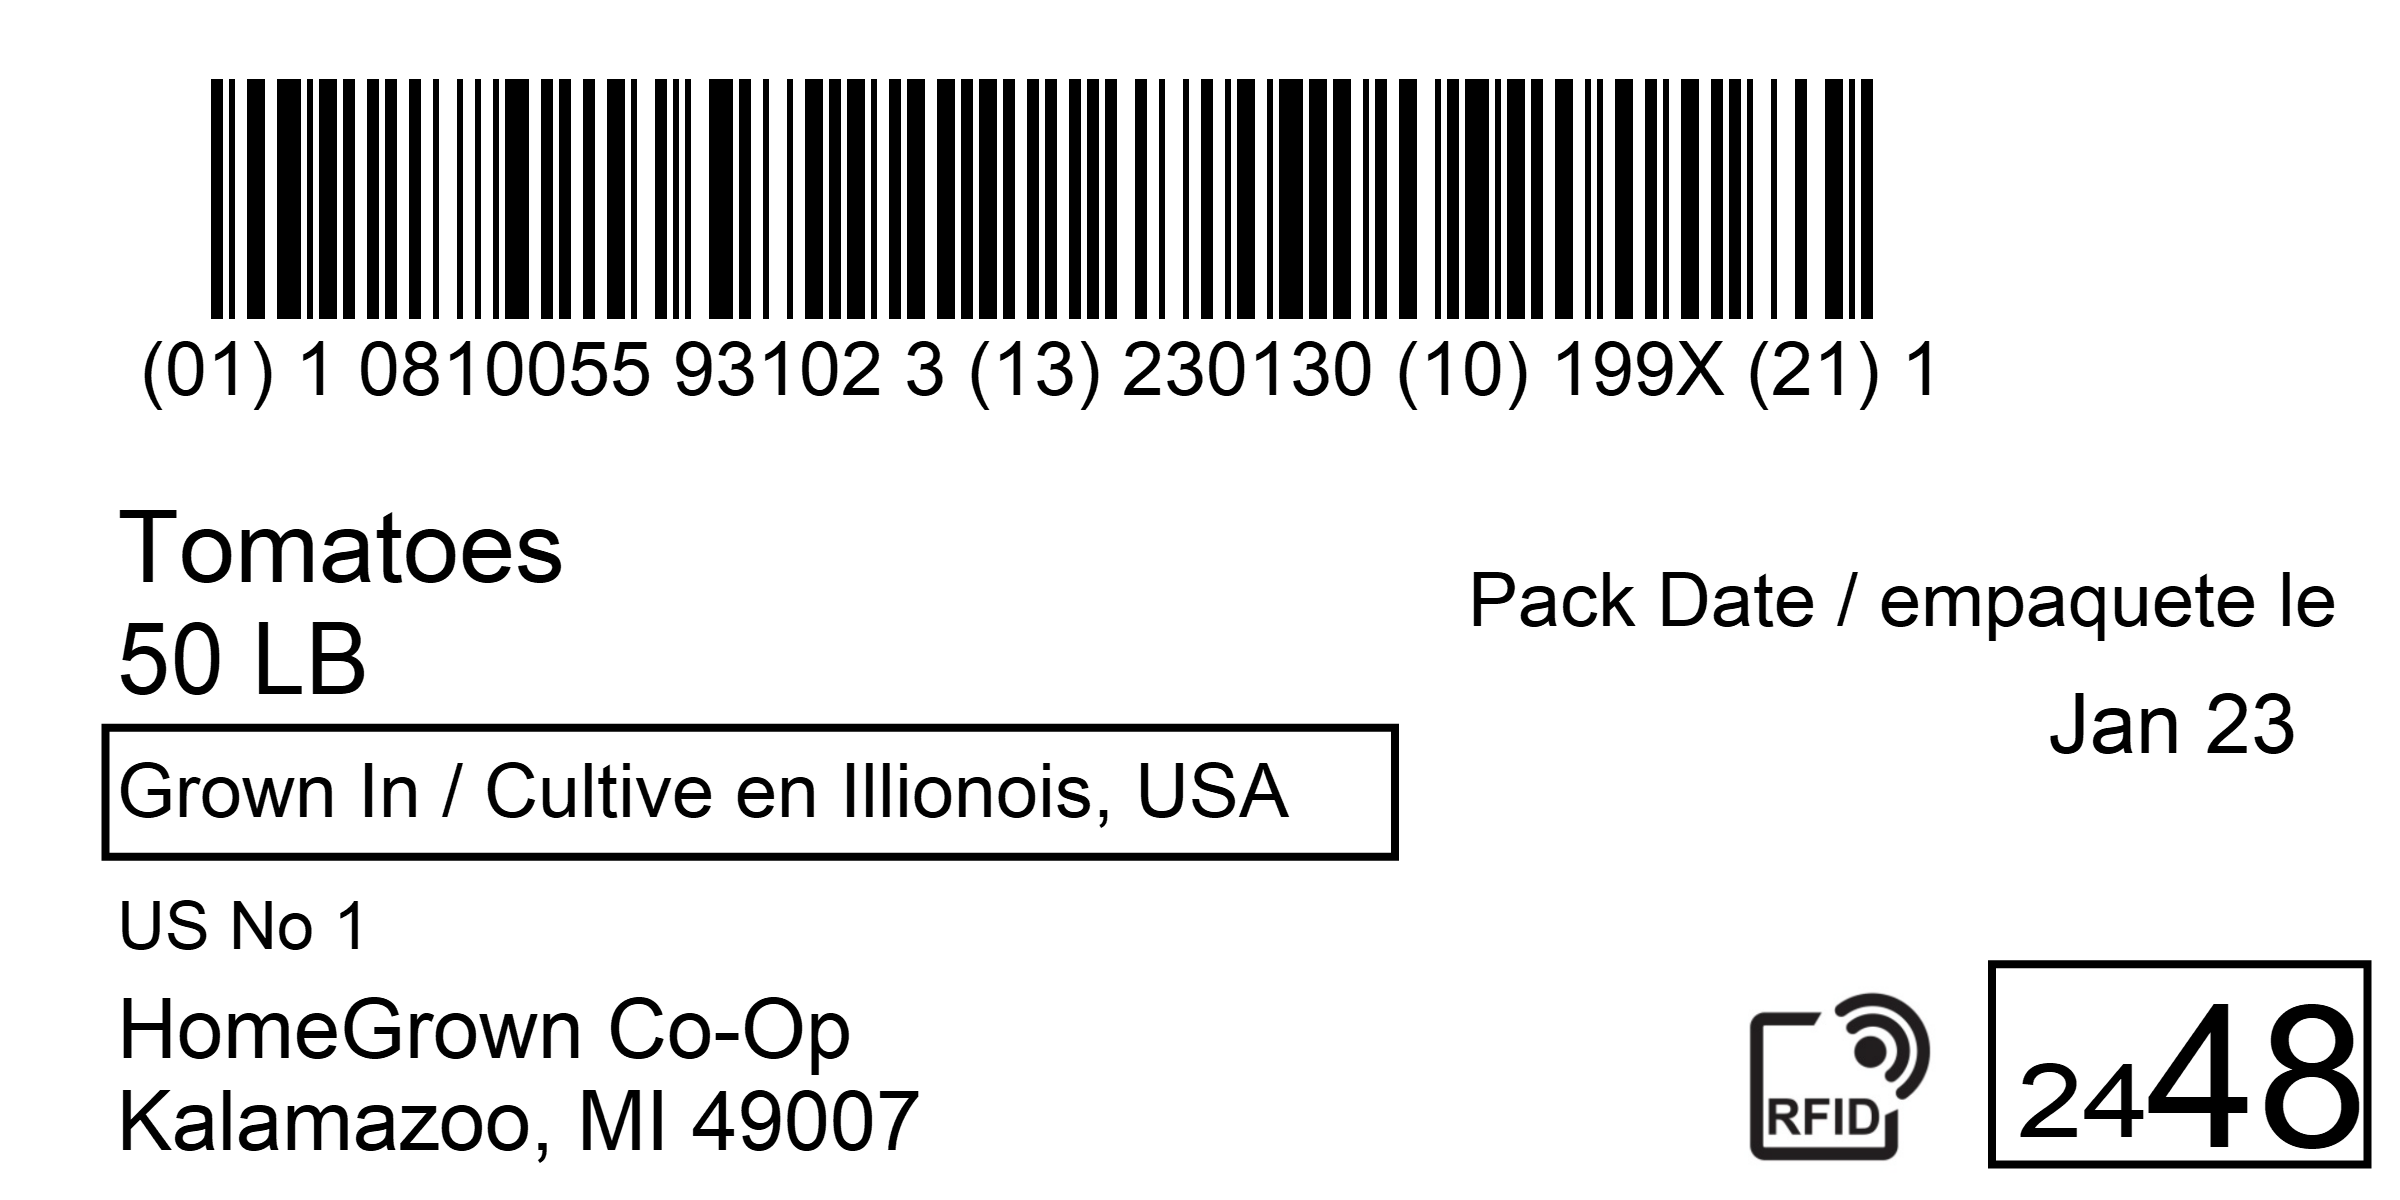 (01) 1 0810055 93102 3 (13) 230130 (10) 199X (21) 1
Tomatoes
50 LB
Pack Date / empaquete le
Jan 23
Grown In / Cultive en Illionois, USA
US No 1
HomeGrown Co-Op
Kalamazoo, MI 49007
RFID
2448